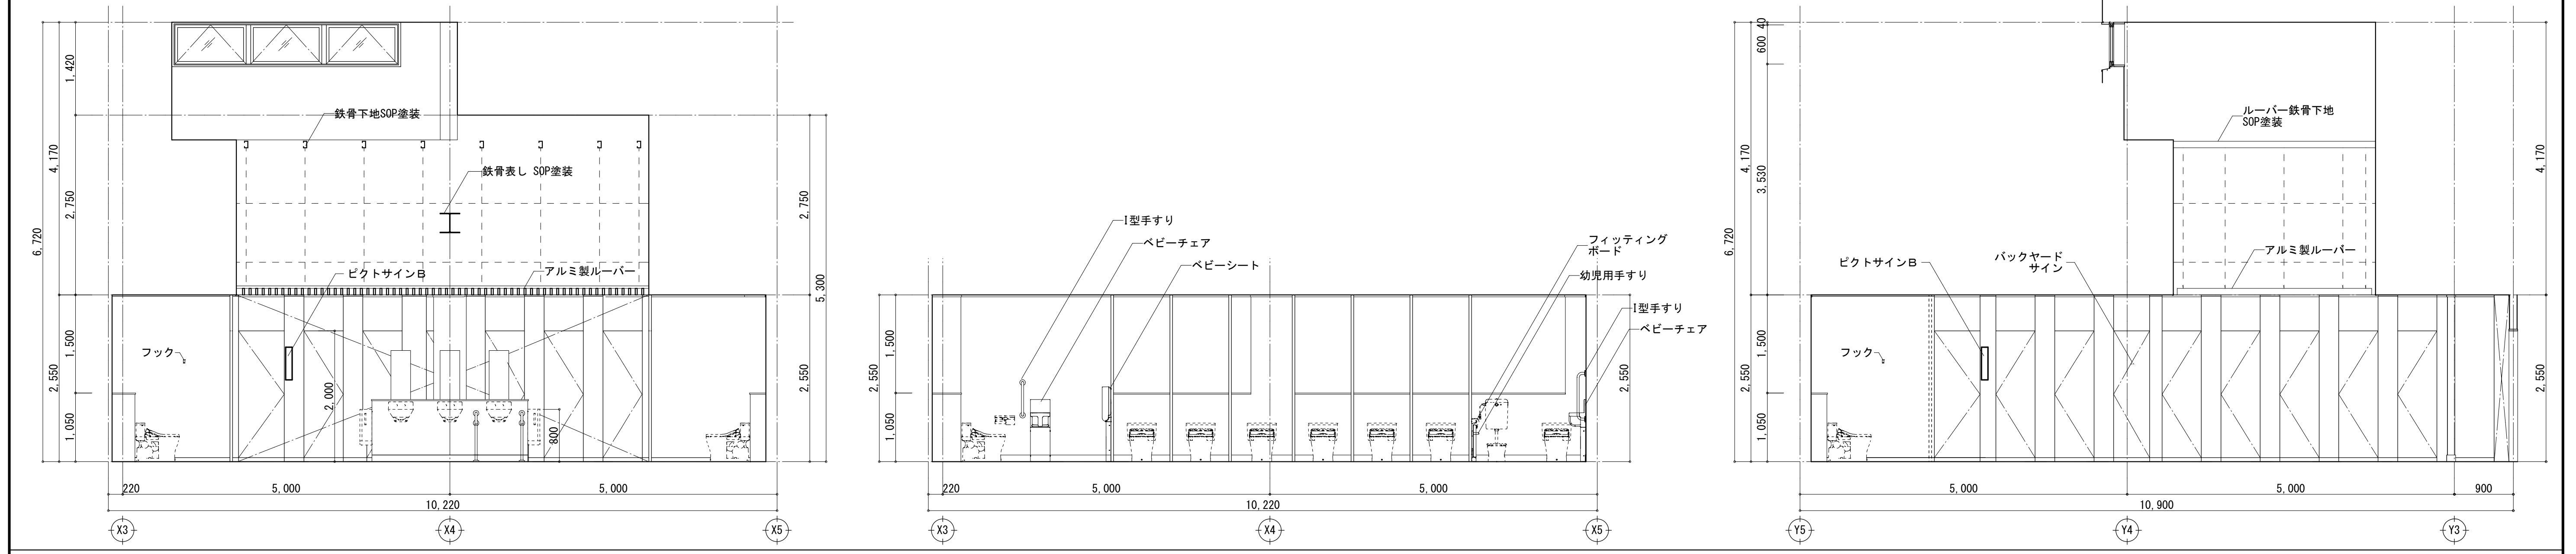 1,420
4,170
2,750
6,720
1,500
2,550
1,050
鉄骨下地SOP塗装
鉄骨表し SOP塗装
ピクトサインB
アルミ製ルーバー
フック
2,000
800
2,750
5,300
2,550
220
5,000
5,000
10,220
X3
X4
X5
I型手すり
ベビーチェア
ベビーシート
フィッティング
ボード
幼児用手すり
I型手すり
ベビーチェア
1,500
2,550
1,050
2,550
220
5,000
5,000
10,220
X3
X4
X5
40
600
4,170
3,530
6,720
1,500
2,550
1,050
ルーバー鉄骨下地
SOP塗装
ピクトサインB
バックヤード
サイン
アルミ製ルーバー
フック
4,170
2,550
5,000
5,000
900
10,900
Y5
Y4
Y3